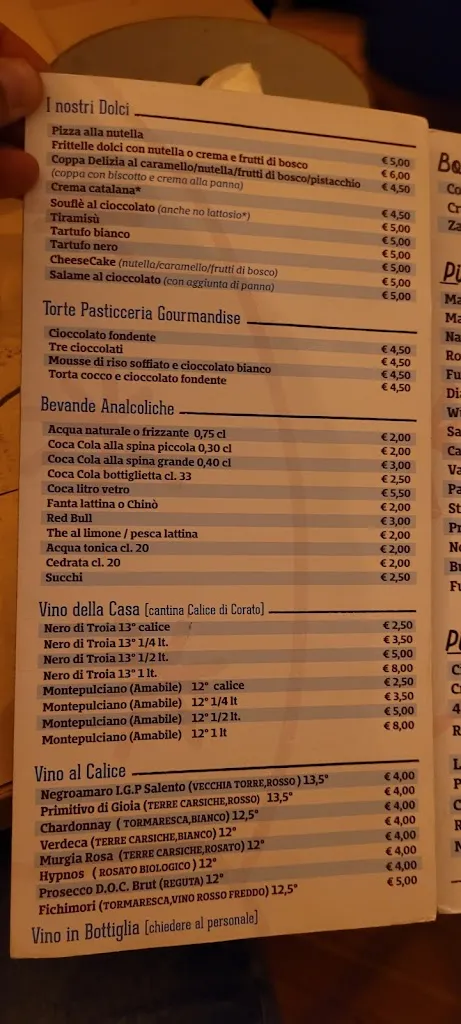 I nostri Dolci
Pizza alla nutella € 5,00
Frittelle dolci con nutella o crema e frutti di bosco € 6,00
Coppa Delizia al caramello/nutella/frutti di bosco/pistacchio € 4,50
(coppa con biscotto e crema alla panna)
Crema catalana* € 4,50
Souflè al cioccolato (anche no lattosio*) € 5,00
Tiramisù € 5,00
Tartufo bianco € 5,00
Tartufo nero € 5,00
CheeseCake (nutella/caramello/frutti di bosco) € 5,00
Salame al cioccolato (con aggiunta di panna) € 5,00
Torte Pasticceria Gourmandise
Cioccolato fondente € 4,50
Tre cioccolati € 4,50
Mousse di riso soffiato e cioccolato bianco € 4,50
Torta cocco e cioccolato fondente € 4,50
Bevande Analcoliche
Acqua naturale o frizzante 0,75 cl € 2,00
Coca Cola alla spina piccola 0,30 cl € 2,00
Coca Cola alla spina grande 0,40 cl € 3,00
Coca Cola bottiglietta cl. 33 € 2,50
Coca litro vetro € 5,50
Fanta lattina o Chinò € 2,00
Red Bull € 3,00
The al limone / pesca lattina € 2,00
Acqua tonica cl. 20 € 2,00
Cedrata cl. 20 € 2,00
Succhi € 2,50
Vino della Casa [cantina Calice di Corato]
Nero di Troia 13° calice € 2,50
Nero di Troia 13° 1/4 lt. € 3,50
Nero di Troia 13° 1/2 lt. € 5,00
Nero di Troia 13° 1 lt. € 8,00
Montepulciano (Amabile) 12° calice € 2,50
Montepulciano (Amabile) 12° 1/4 lt € 3,50
Montepulciano (Amabile) 12° 1/2 lt. € 5,00
Montepulciano (Amabile) 12° 1 lt € 8,00
Vino al Calice
Negroamaro I.G.P Salento (VECCHIA TORRE,ROSSO) 13,5° € 4,00
Primitivo di Gioia (TERRE CARSICHE,ROSSO) 13,5° € 4,00
Chardonnay ( TORMARESCA,BIANCO) 12,5° € 4,00
Verdeca (TERRE CARSICHE,BIANCO) 12° € 4,00
Murgia Rosa (TERRE CARSICHE,ROSATO) 12° € 4,00
Hypnos ( ROSATO BIOLOGICO ) 12° € 4,00
Prosecco D.O.C. Brut (REGUTA) 12° € 4,00
Fichimori (TORMARESCA,VINO ROSSO FREDDO) 12,5° € 5,00
Vino in Bottiglia [chiedere al personale]